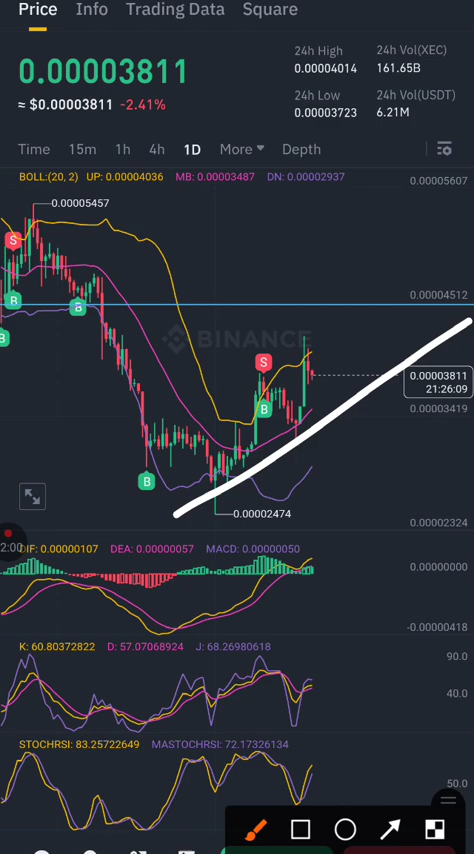 Price Info Trading Data Square
0.00003811
≈ $0.00003811 -2.41%
24h High
0.00004014
24h Vol(XEC)
161.65B
24h Low
0.00003723
24h Vol(USDT)
6.21M
Time 15m 1h 4h 1D More Depth
BOLL:(20, 2) UP: 0.00004036 MB: 0.00003487 DN: 0.00002937
0.00005607
0.00005457
S
B
B
B
0.00004512
BINANCE
S
0.00003811
21:26:09
B
0.00003419
B
0.00002474
0.00002324
2:00
DIF: 0.00000107 DEA: 0.00000057 MACD: 0.00000050
0.00000000
-0.00000418
K: 60.80372822 D: 57.07068924 J: 68.26980618
90.0
40.0
STOCHRSI: 83.25722649 MASTOCHRSI: 72.17326134
50.0